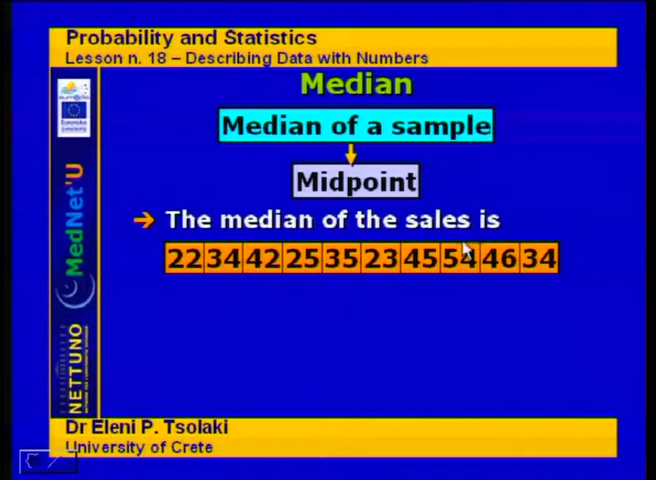 Probability and Statistics
Lesson n. 18 – Describing Data with Numbers
Median
Median of a sample
Midpoint
The median of the sales is
22 34 42 25 35 23 45 54 46 34
MedNet'U
NETTUNO
Dr Eleni P. Tsolaki
University of Crete